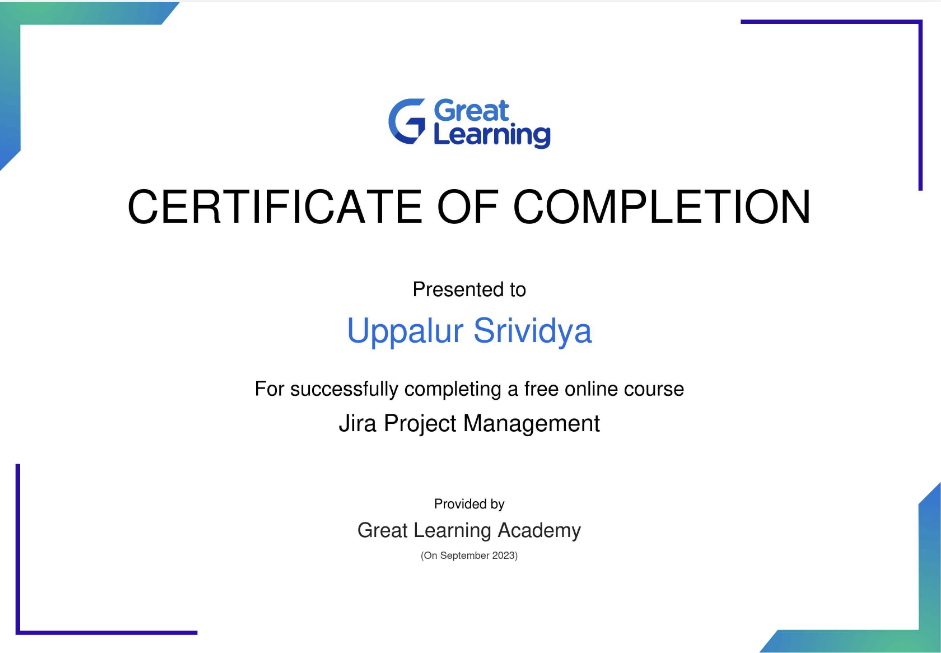 Great
Learning
CERTIFICATE OF COMPLETION
Presented to
Uppalur Srividya
For successfully completing a free online course
Jira Project Management
Provided by
Great Learning Academy
(On September 2023)